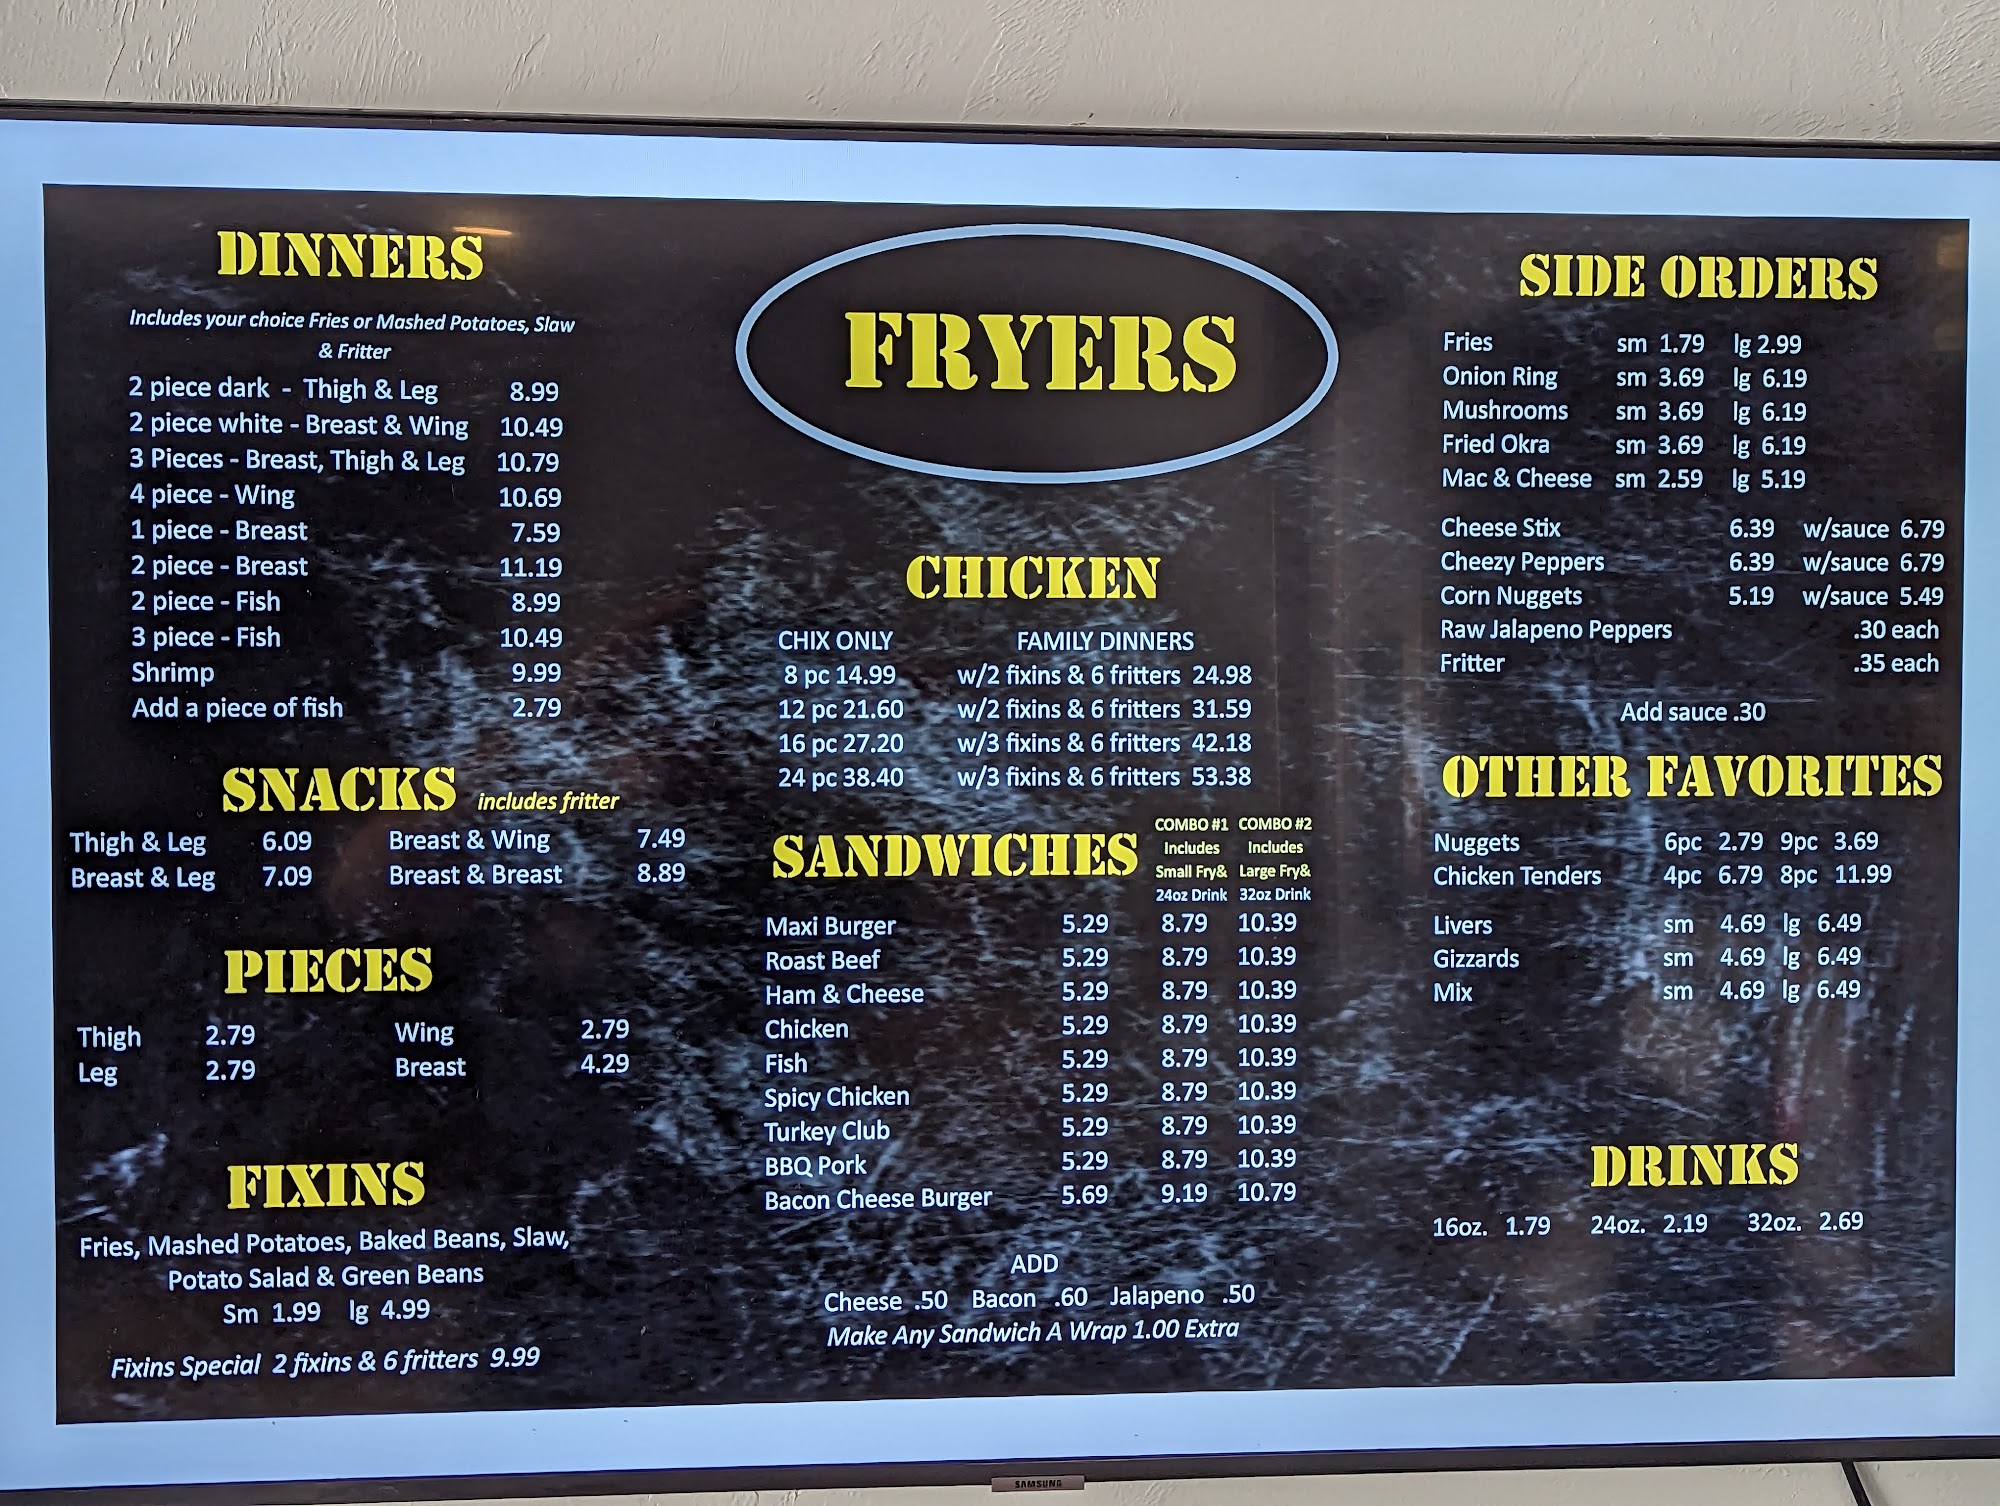 DINNERS
Includes your choice Fries or Mashed Potatoes, Slaw
& Fritter
2 piece dark - Thigh & Leg 8.99
2 piece white - Breast & Wing 10.49
3 Pieces - Breast, Thigh & Leg 10.79
4 piece - Wing 10.69
1 piece - Breast 7.59
2 piece - Breast 11.19
2 piece - Fish 8.99
3 piece - Fish 10.49
Shrimp 9.99
Add a piece of fish 2.79
SNACKS includes fritter
Thigh & Leg 6.09 Breast & Wing 7.49
Breast & Leg 7.09 Breast & Breast 8.89
PIECES
Thigh 2.79 Wing 2.79
Leg 2.79 Breast 4.29
FIXINS
Fries, Mashed Potatoes, Baked Beans, Slaw,
Potato Salad & Green Beans
Sm 1.99 lg 4.99
Fixins Special 2 fixins & 6 fritters 9.99
FRYERS
CHICKEN
CHIX ONLY FAMILY DINNERS
8 pc 14.99 w/2 fixins & 6 fritters 24.98
12 pc 21.60 w/2 fixins & 6 fritters 31.59
16 pc 27.20 w/3 fixins & 6 fritters 42.18
24 pc 38.40 w/3 fixins & 6 fritters 53.38
SANDWICHES
COMBO #1 COMBO #2
Includes Includes
Small Fry& Large Fry&
24oz Drink 32oz Drink
Maxi Burger 5.29 8.79 10.39
Roast Beef 5.29 8.79 10.39
Ham & Cheese 5.29 8.79 10.39
Chicken 5.29 8.79 10.39
Fish 5.29 8.79 10.39
Spicy Chicken 5.29 8.79 10.39
Turkey Club 5.29 8.79 10.39
BBQ Pork 5.29 8.79 10.39
Bacon Cheese Burger 5.69 9.19 10.79
ADD
Cheese .50 Bacon .60 Jalapeno .50
Make Any Sandwich A Wrap 1.00 Extra
SIDE ORDERS
Fries sm 1.79 lg 2.99
Onion Ring sm 3.69 lg 6.19
Mushrooms sm 3.69 lg 6.19
Fried Okra sm 3.69 lg 6.19
Mac & Cheese sm 2.59 lg 5.19
Cheese Stix 6.39 w/sauce 6.79
Cheezy Peppers 6.39 w/sauce 6.79
Corn Nuggets 5.19 w/sauce 5.49
Raw Jalapeno Peppers .30 each
Fritter .35 each
Add sauce .30
OTHER FAVORITES
Nuggets 6pc 2.79 9pc 3.69
Chicken Tenders 4pc 6.79 8pc 11.99
Livers sm 4.69 lg 6.49
Gizzards sm 4.69 lg 6.49
Mix sm 4.69 lg 6.49
DRINKS
16oz. 1.79 24oz. 2.19 32oz. 2.69
SAMSUNG